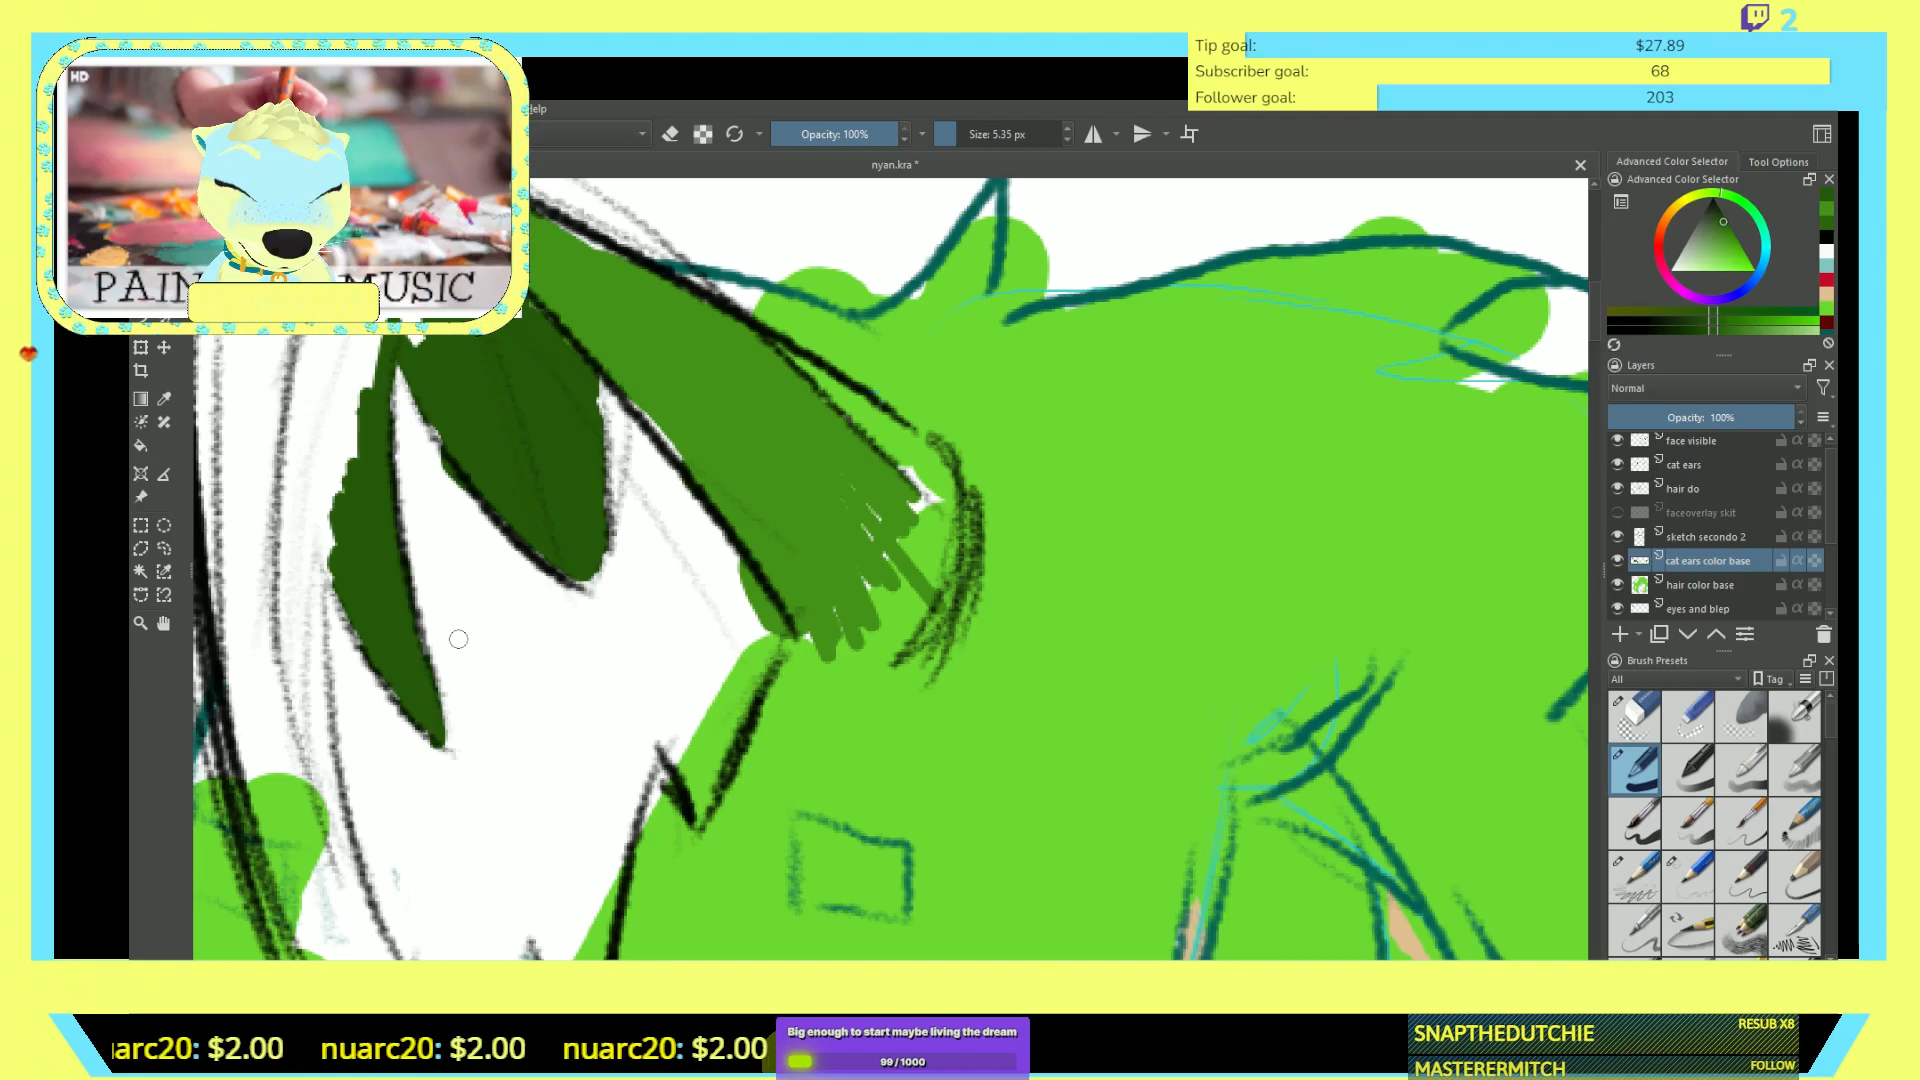 2
Tip goal: $27.89
Subscriber goal: 68
Follower goal: 203
HD
Opacity: 100%
Size: 5.35 px
nyan.kra *
Advanced Color Selector
Tool Options
Advanced Color Selector
Layers
Normal
Opacity: 100%
face visible
cat ears
hair do
faceoverlay skit
sketch secondo 2
cat ears color base
hair color base
eyes and blep
Brush Presets
All
Tag
MUSIC
arc20: $2.00 nuarc20: $2.00 nuarc20: $2.00
Big enough to start maybe living the dream
99 / 1000
SNAPTHEDUTCHIE RESUB X8
MASTERERMITCH FOLLOW